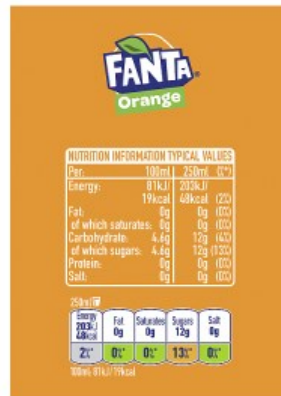 FANTA
Orange
NUTRITION INFORMATION TYPICAL VALUES
Per: 100ml 250ml (%*)
Energy: 81kJ/ 203kJ/
19kcal 48kcal (2%)
Fat: 0g 0g (0%)
of which saturates: 0g 0g (0%)
Carbohydrate: 4.6g 12g (4%)
of which sugars: 4.6g 12g (13%)
Protein: 0g 0g (0%)
Salt: 0g 0g (0%)
250ml
Energy Fat Saturates Sugars Salt
203kJ 0g 0g 12g 0g
48kcal
2%* 0%* 0%* 13%* 0%*
100ml: 81kJ/19kcal